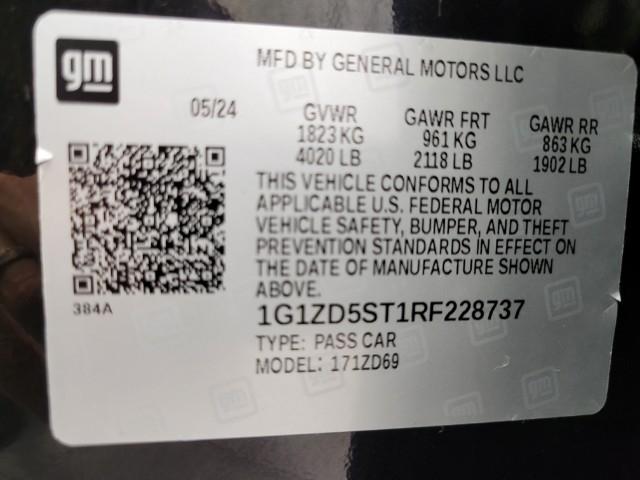 gm
MFD BY GENERAL MOTORS LLC
05/24
GVWR
1823 KG
4020 LB
GAWR FRT
961 KG
2118 LB
GAWR RR
863 KG
1902 LB
THIS VEHICLE CONFORMS TO ALL
APPLICABLE U.S. FEDERAL MOTOR
VEHICLE SAFETY, BUMPER, AND THEFT
PREVENTION STANDARDS IN EFFECT ON
THE DATE OF MANUFACTURE SHOWN
ABOVE.
384A
1G1ZD5ST1RF228737
TYPE: PASS CAR
MODEL: 171ZD69